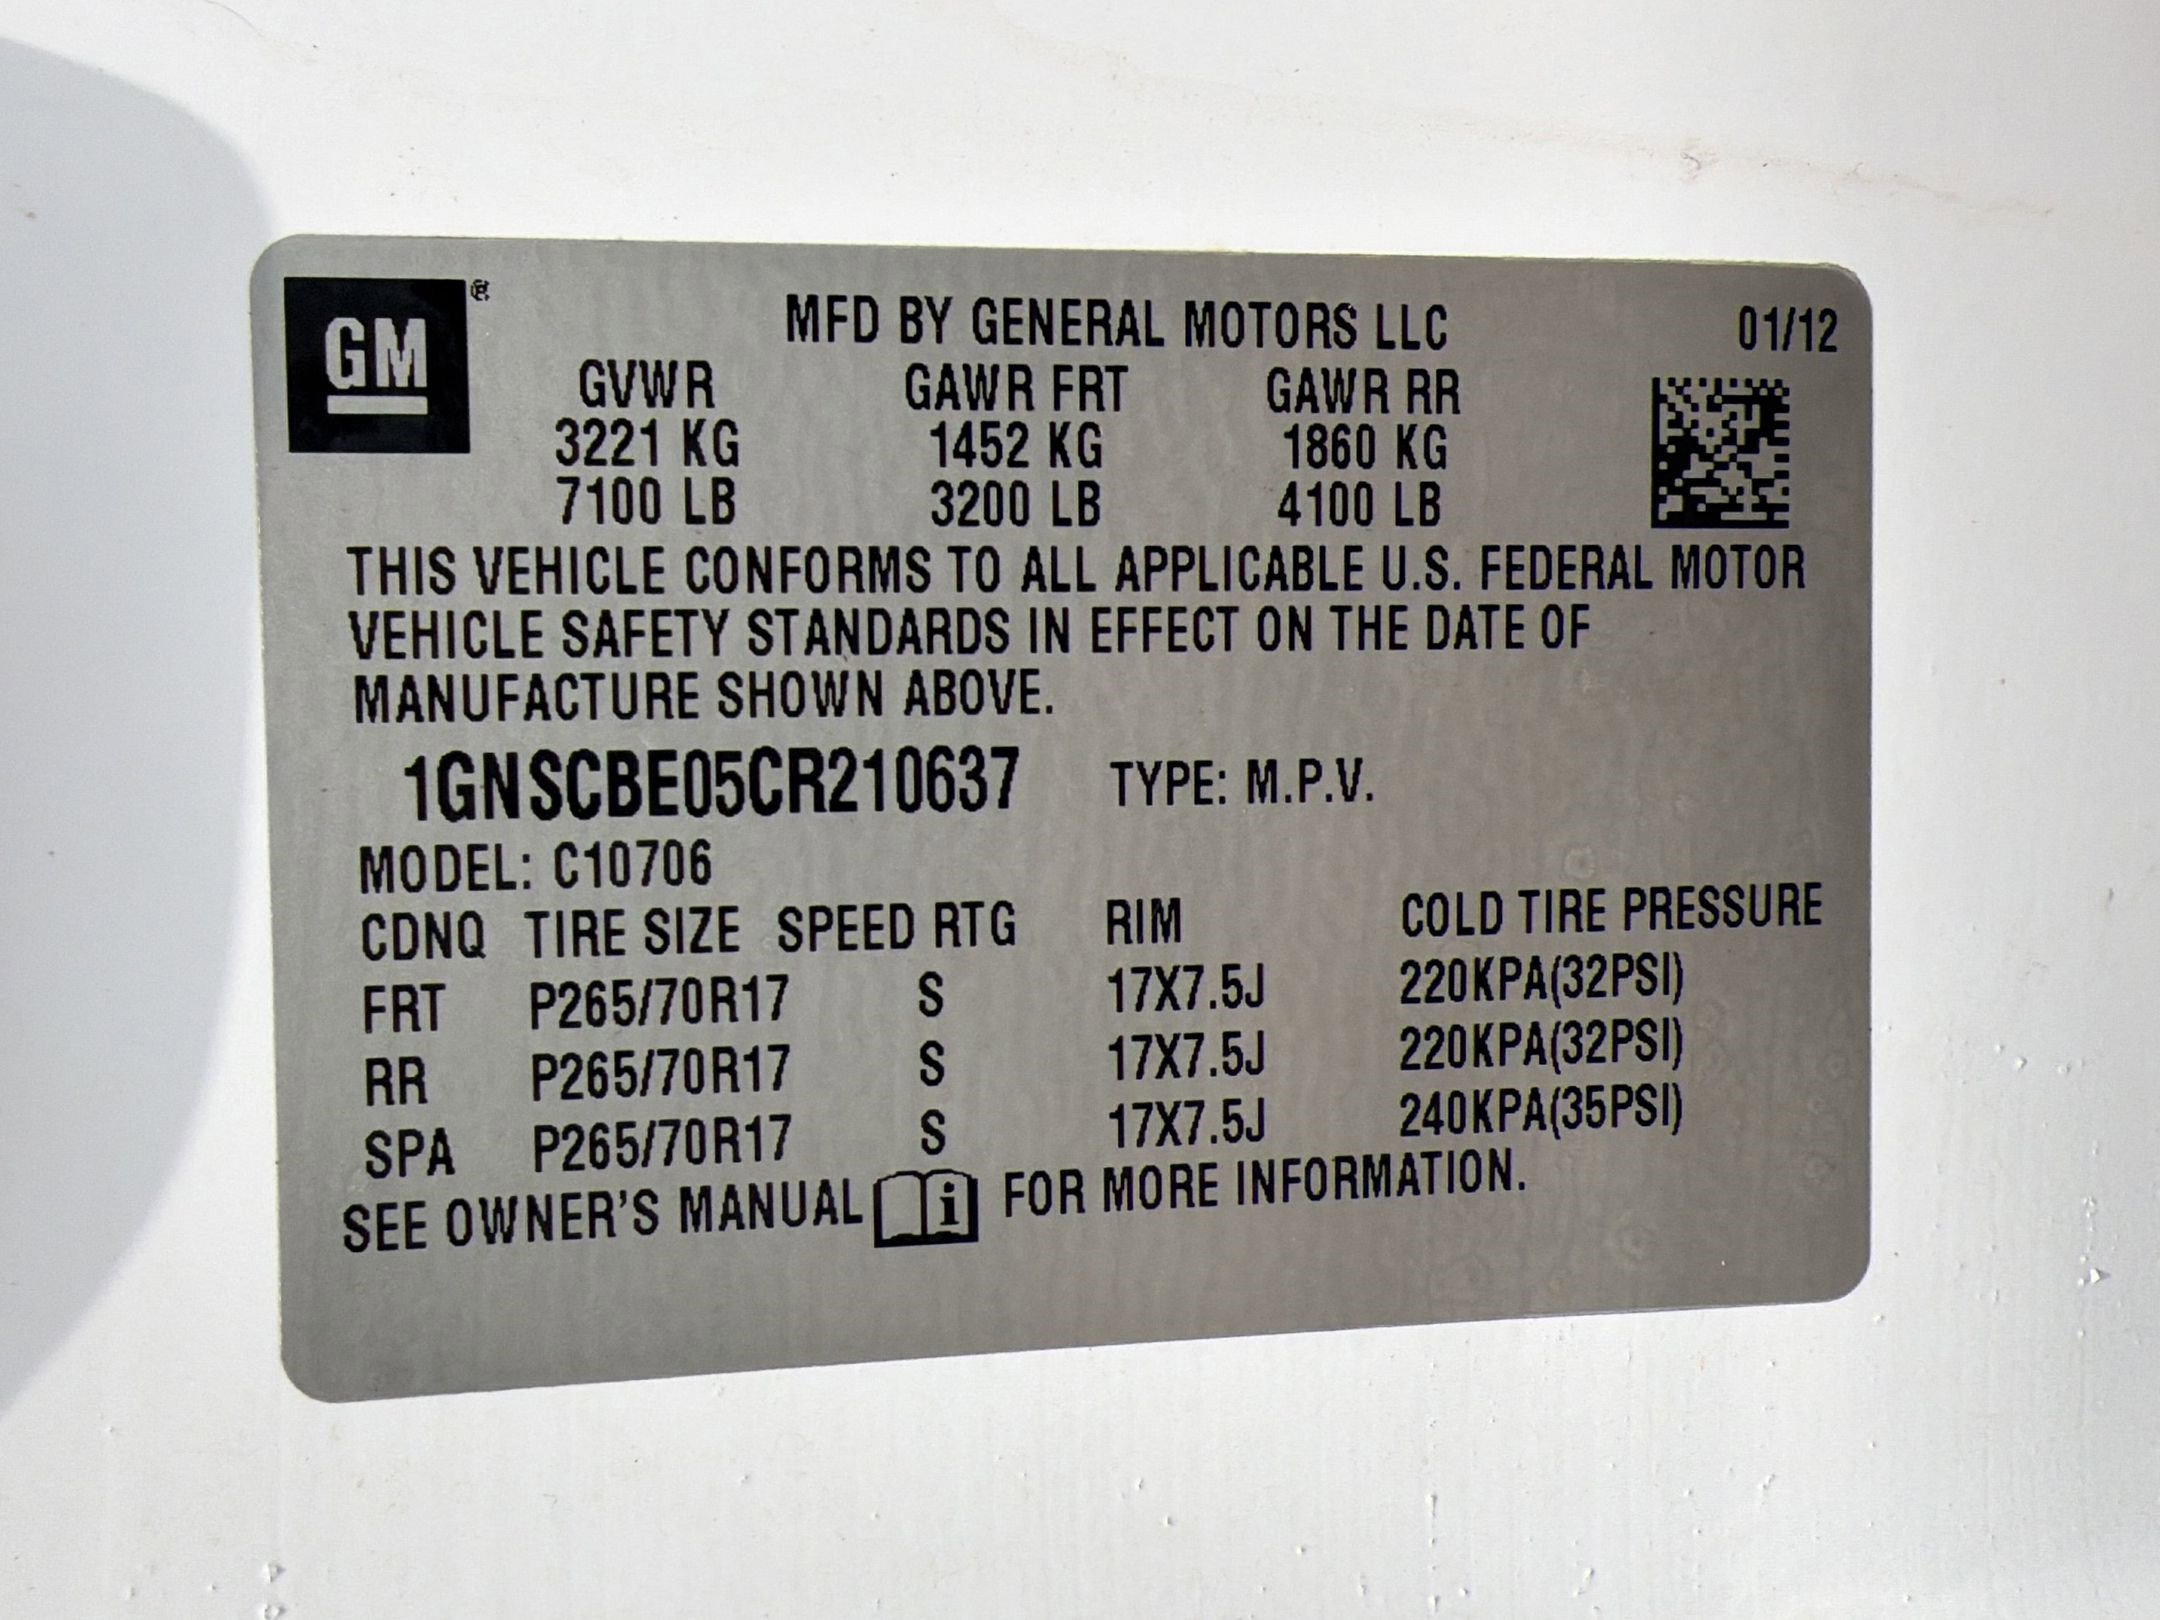 GM
MFD BY GENERAL MOTORS LLC 01/12
GVWR GAWR FRT GAWR RR
3221 KG 1452 KG 1860 KG
7100 LB 3200 LB 4100 LB
THIS VEHICLE CONFORMS TO ALL APPLICABLE U.S. FEDERAL MOTOR
VEHICLE SAFETY STANDARDS IN EFFECT ON THE DATE OF
MANUFACTURE SHOWN ABOVE.
1GNSCBE05CR210637 TYPE: M.P.V.
MODEL: C10706
CDNQ TIRE SIZE SPEED RTG RIM COLD TIRE PRESSURE
FRT P265/70R17 S 17X7.5J 220KPA(32PSI)
RR P265/70R17 S 17X7.5J 220KPA(32PSI)
SPA P265/70R17 S 17X7.5J 240KPA(35PSI)
SEE OWNER'S MANUAL i FOR MORE INFORMATION.